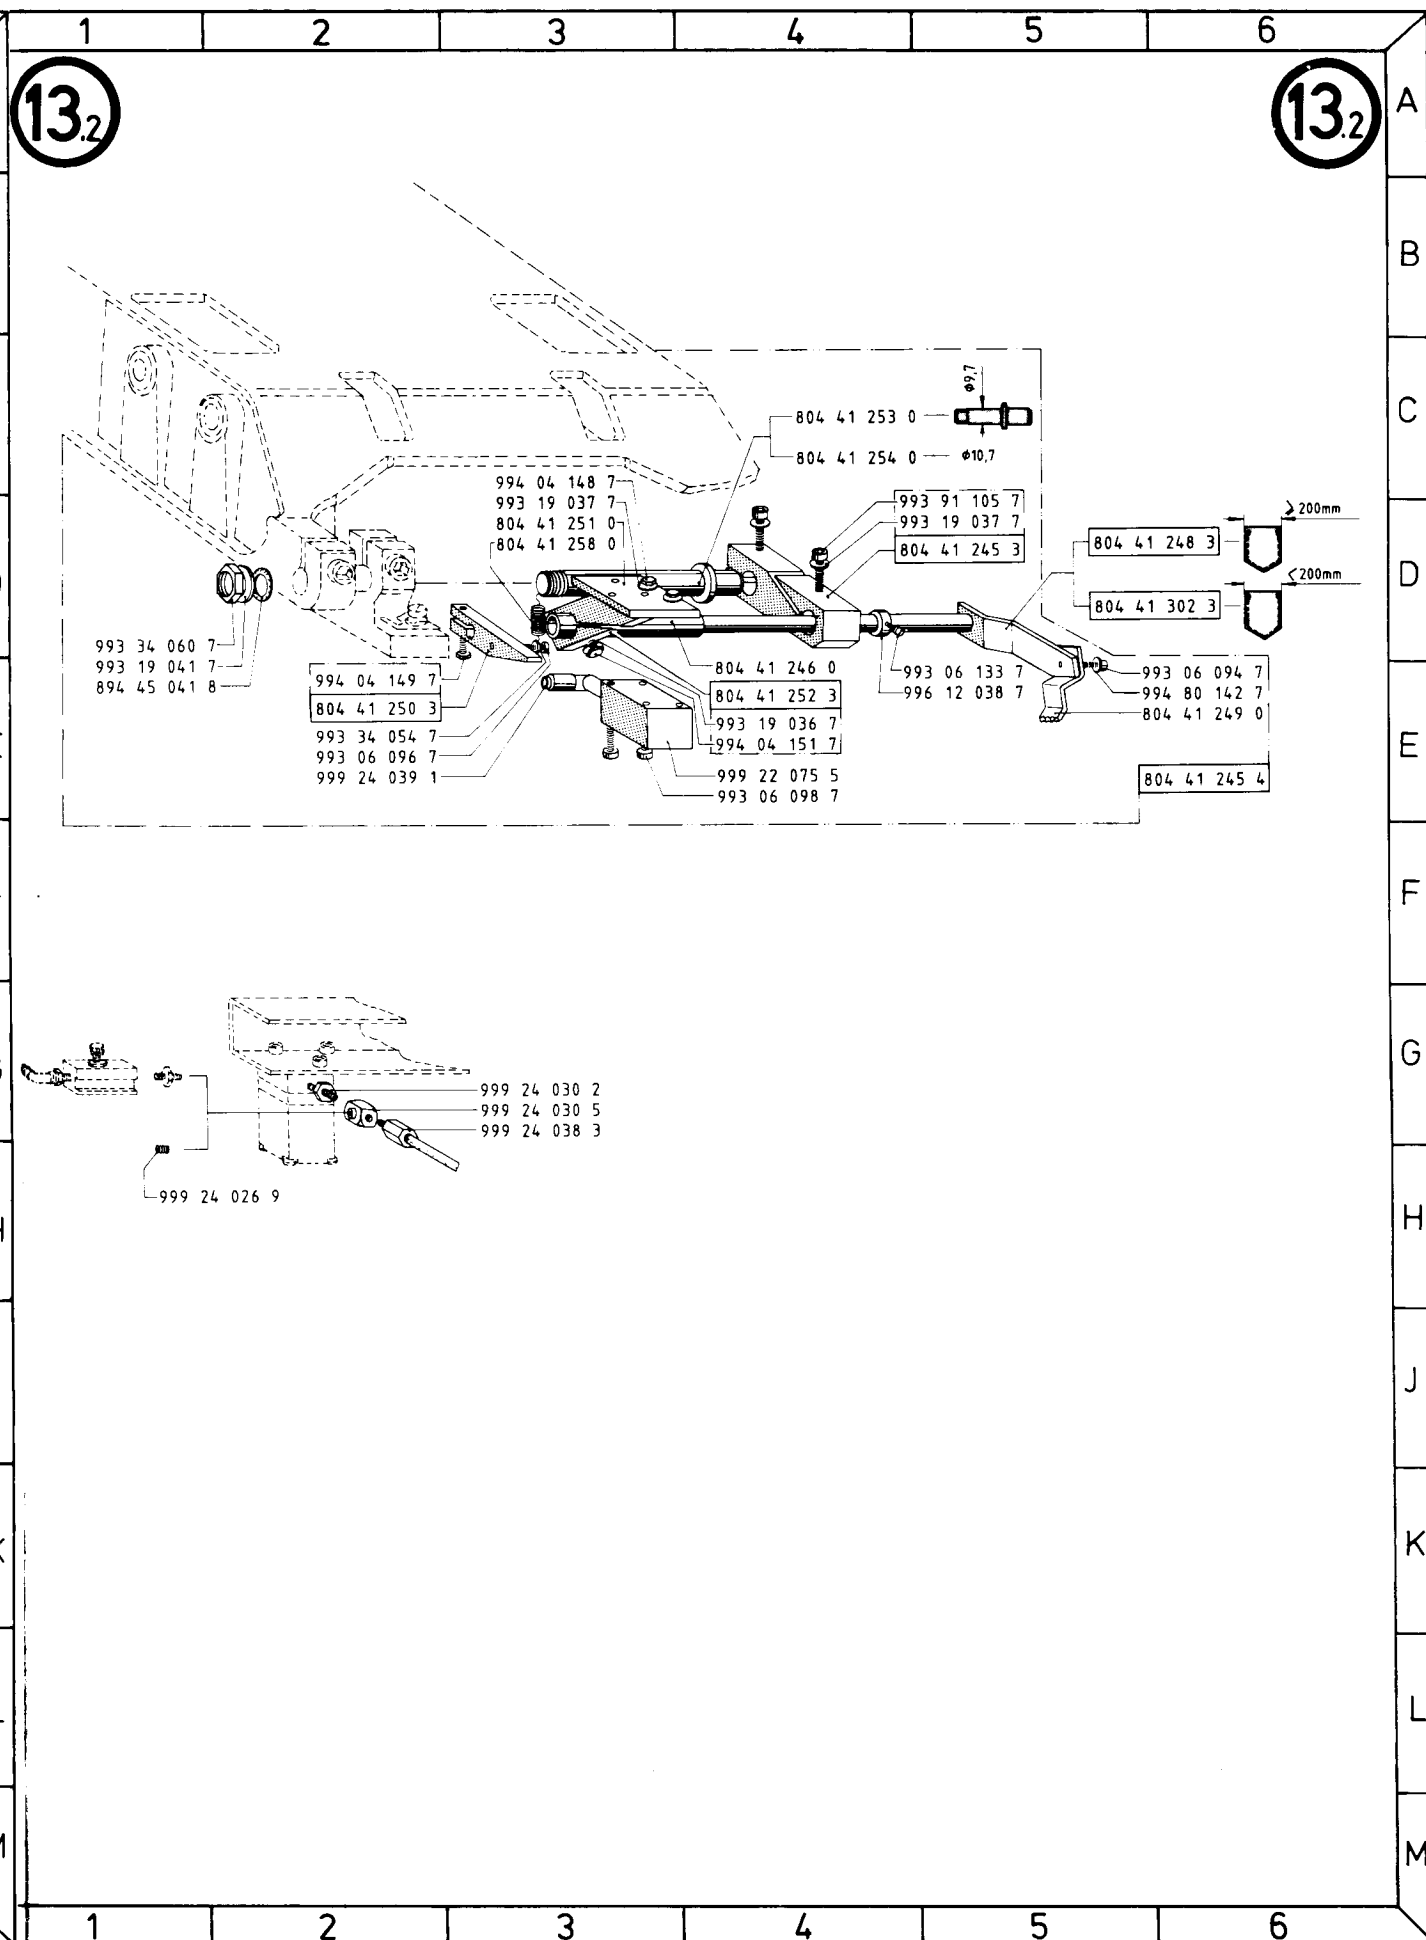 1 2 3 4 5 6
13.2 13.2
A
B
C
D
E
F
G
H
J
K
L
M
ø9,7
804 41 253 0
804 41 254 0 ø10,7
994 04 148 7
993 19 037 7
804 41 251 0
804 41 258 0
993 91 105 7
993 19 037 7
804 41 245 3
⩾ 200mm
804 41 248 3
< 200mm
804 41 302 3
993 34 060 7
993 19 041 7
894 45 041 8
994 04 149 7
804 41 250 3
993 34 054 7
993 06 096 7
999 24 039 1
804 41 246 0
804 41 252 3
993 19 036 7
994 04 151 7
999 22 075 5
993 06 098 7
993 06 133 7
996 12 038 7
993 06 094 7
994 80 142 7
804 41 249 0
804 41 245 4
999 24 030 2
999 24 030 5
999 24 038 3
999 24 026 9
1 2 3 4 5 6